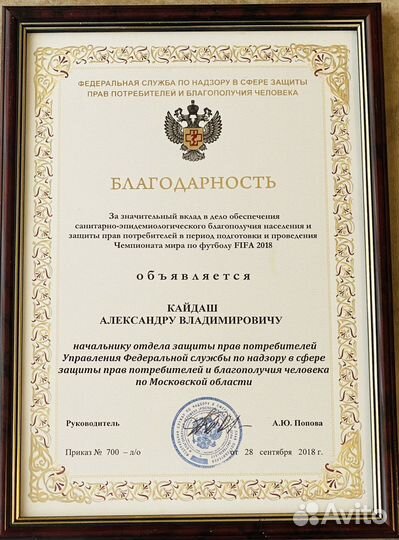 ФЕДЕРАЛЬНАЯ СЛУЖБА ПО НАДЗОРУ В СФЕРЕ ЗАЩИТЫ
ПРАВ ПОТРЕБИТЕЛЕЙ И БЛАГОПОЛУЧИЯ ЧЕЛОВЕКА
БЛАГОДАРНОСТЬ
За значительный вклад в дело обеспечения
санитарно-эпидемиологического благополучия населения и
защиты прав потребителей в период подготовки и проведения
Чемпионата мира по футболу FIFA 2018
объявляется
КАЙДАШ
АЛЕКСАНДРУ ВЛАДИМИРОВИЧУ
начальнику отдела защиты прав потребителей
Управления Федеральной службы по надзору в сфере
защиты прав потребителей и благополучия человека
по Московской области
Руководитель А.Ю. Попова
Приказ № 700 – л/о от 28 сентября 2018 г.
Avito